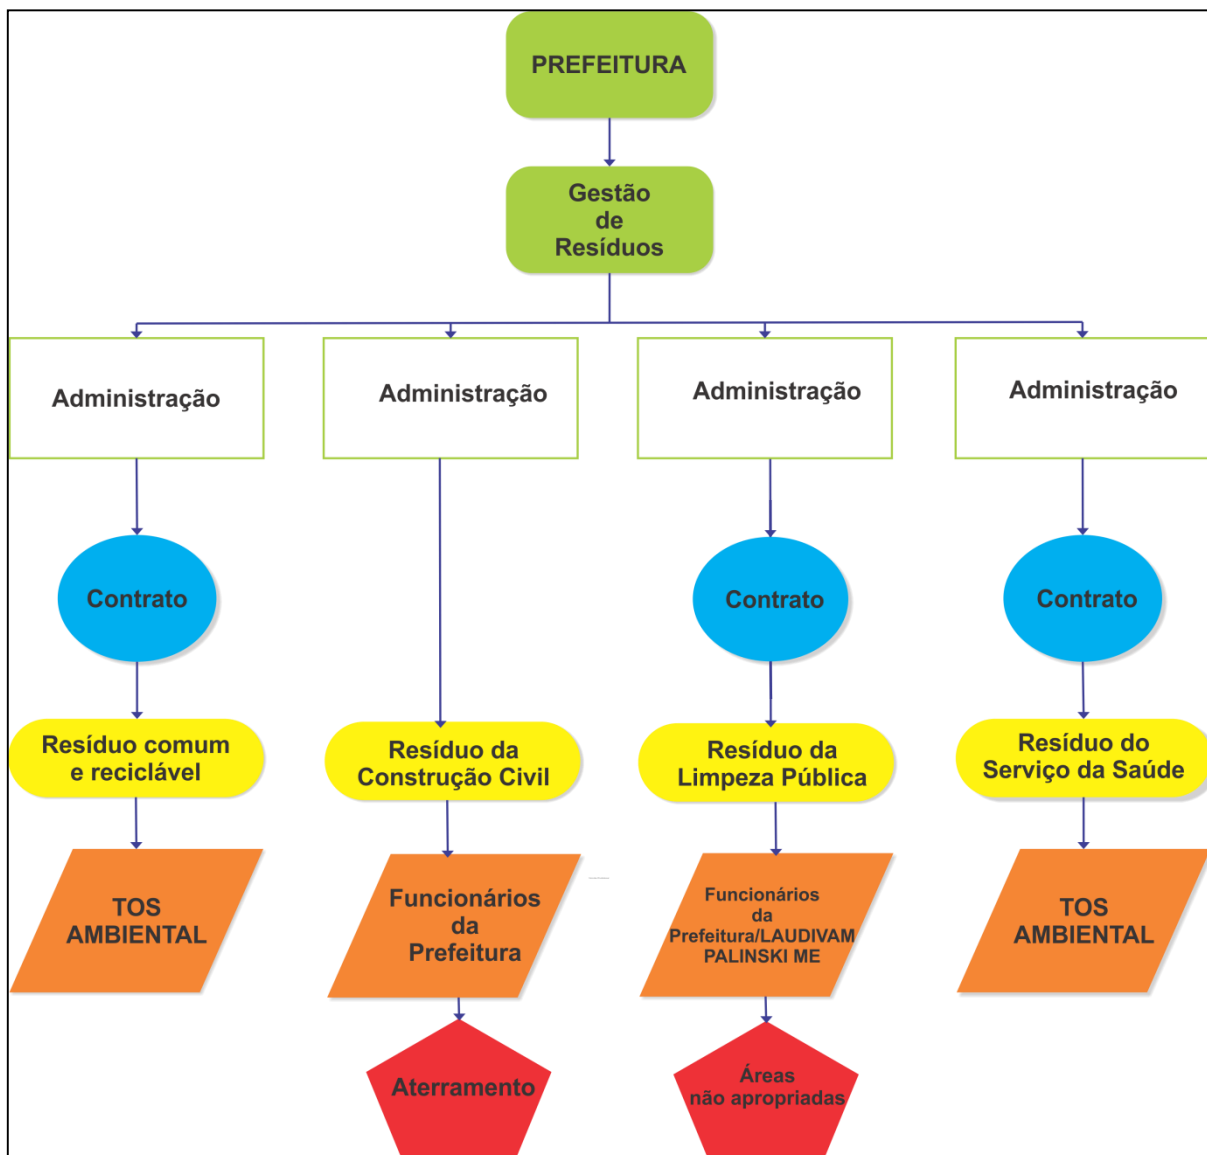 PREFEITURA
Gestão
de
Resíduos
Administração
Administração
Administração
Administração
Contrato
Contrato
Contrato
Resíduo comum
e reciclável
Resíduo da
Construção Civil
Resíduo da
Limpeza Pública
Resíduo do
Serviço da Saúde
TOS
AMBIENTAL
Funcionários
da
Prefeitura
Funcionários
da
Prefeitura/LAUDIVAM
PALINSKI ME
TOS
AMBIENTAL
Aterramento
Áreas
não apropriadas